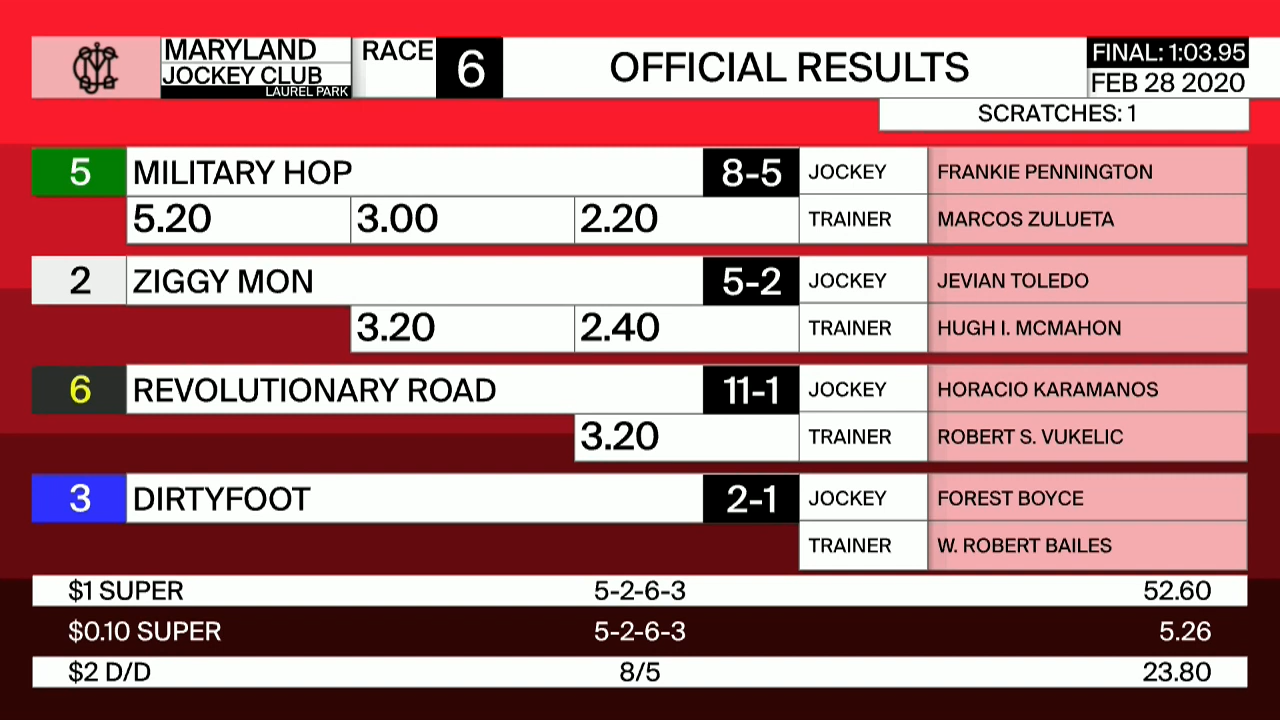 MARYLAND
JOCKEY CLUB
LAUREL PARK
RACE 6
OFFICIAL RESULTS
FINAL: 1:03.95
FEB 28 2020
SCRATCHES: 1
5 MILITARY HOP 8-5 JOCKEY FRANKIE PENNINGTON
5.20 3.00 2.20 TRAINER MARCOS ZULUETA
2 ZIGGY MON 5-2 JOCKEY JEVIAN TOLEDO
3.20 2.40 TRAINER HUGH I. MCMAHON
6 REVOLUTIONARY ROAD 11-1 JOCKEY HORACIO KARAMANOS
3.20 TRAINER ROBERT S. VUKELIC
3 DIRTYFOOT 2-1 JOCKEY FOREST BOYCE
TRAINER W. ROBERT BAILES
$1 SUPER 5-2-6-3 52.60
$0.10 SUPER 5-2-6-3 5.26
$2 D/D 8/5 23.80